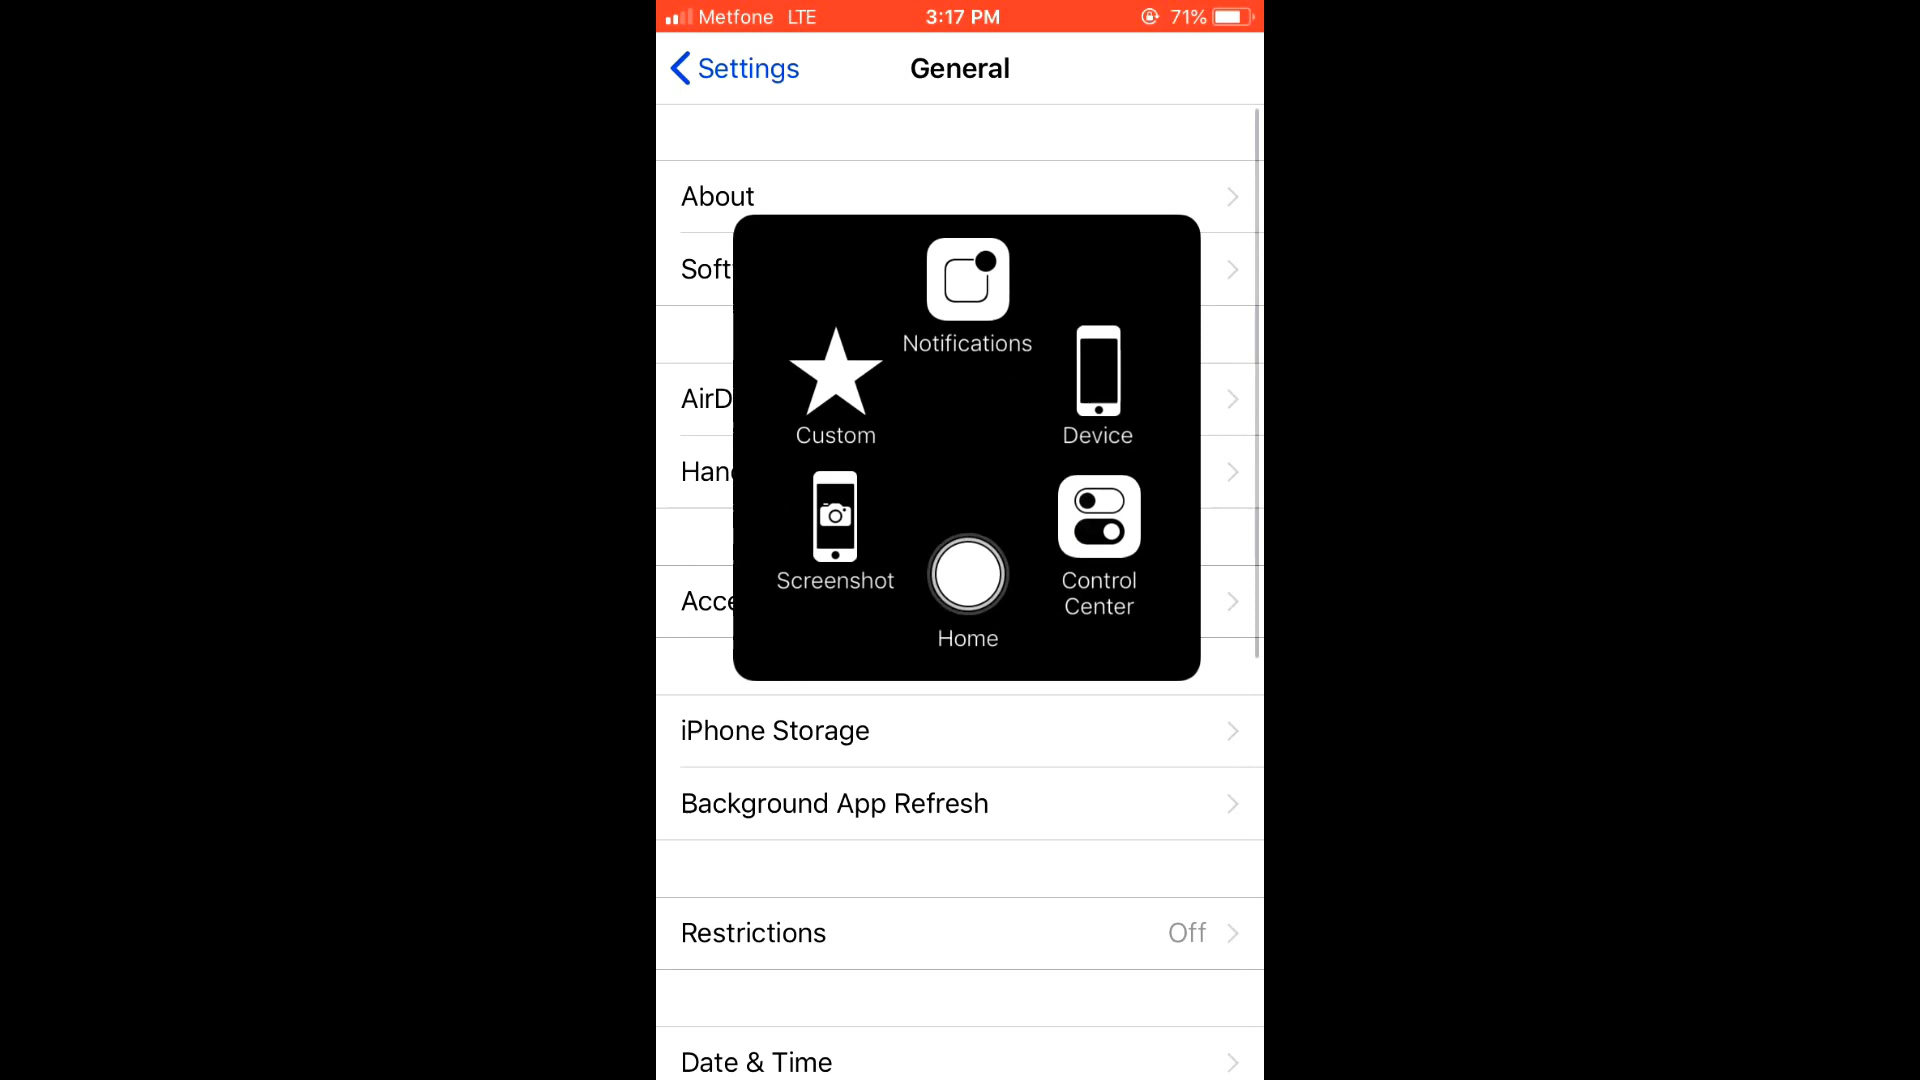 Metfone LTE 3:17 PM 71%
Settings General
About
Soft
Notifications
AirD
Custom
Device
Han
Screenshot
Control
Center
Acce
Home
iPhone Storage
Background App Refresh
Restrictions Off
Date & Time